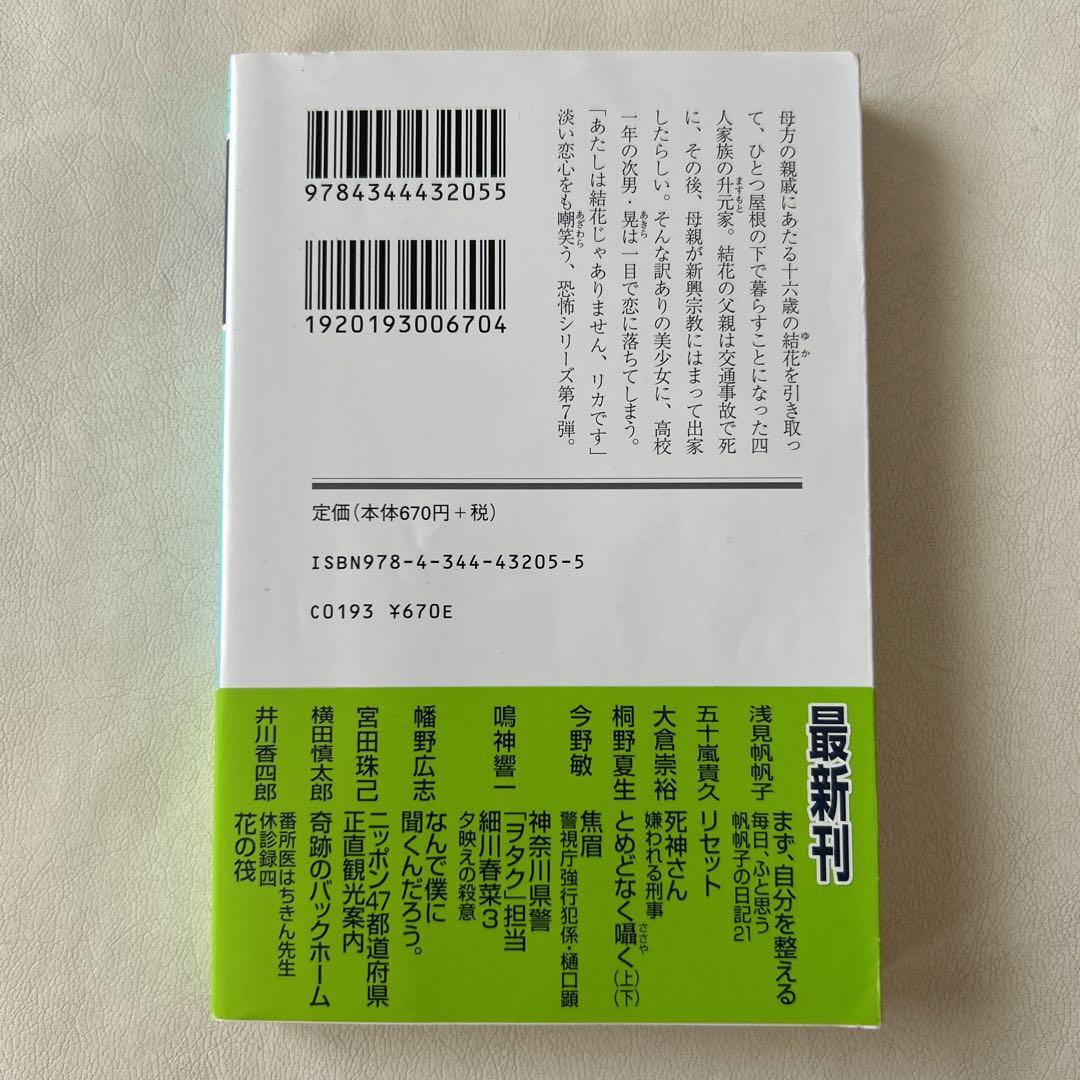 9784344432055
1920193006704
母方の親戚にあたる十六歳の結花を引き取っ
て、ひとつ屋根の下で暮らすことになった四
人家族の升元家。結花の父親は交通事故で死
に、その後、母親が新興宗教にはまって出家
したらしい。そんな訳ありの美少女に、高校
一年の次男・晃は一目で恋に落ちてしまう。
「あたしは結花じゃありません、リカです」
淡い恋心をも嘲笑う、恐怖シリーズ第7弾。
ゆか
ますもと
あきら
あざわら
定価(本体670円+税)
ISBN978-4-344-43205-5
C0193 ¥670E
最新刊
浅見帆帆子
まず、自分を整える
毎日、ふと思う
帆帆子の日記21
五十嵐貴久
リセット
大倉崇裕
死神さん
嫌われる刑事
桐野夏生
とめどなく囁く(上)(下)
ささや
今野敏
焦眉
警視庁強行犯係・樋口顕
鳴神響一
神奈川県警
「ヲタク」担当
細川春菜3
夕映えの殺意
幡野広志
なんで僕に
聞くんだろう。
宮田珠己
ニッポン47都道府県
正直観光案内
横田慎太郎
奇跡のバックホーム
井川香四郎
番所医はちきん先生
休診録四
花の筏